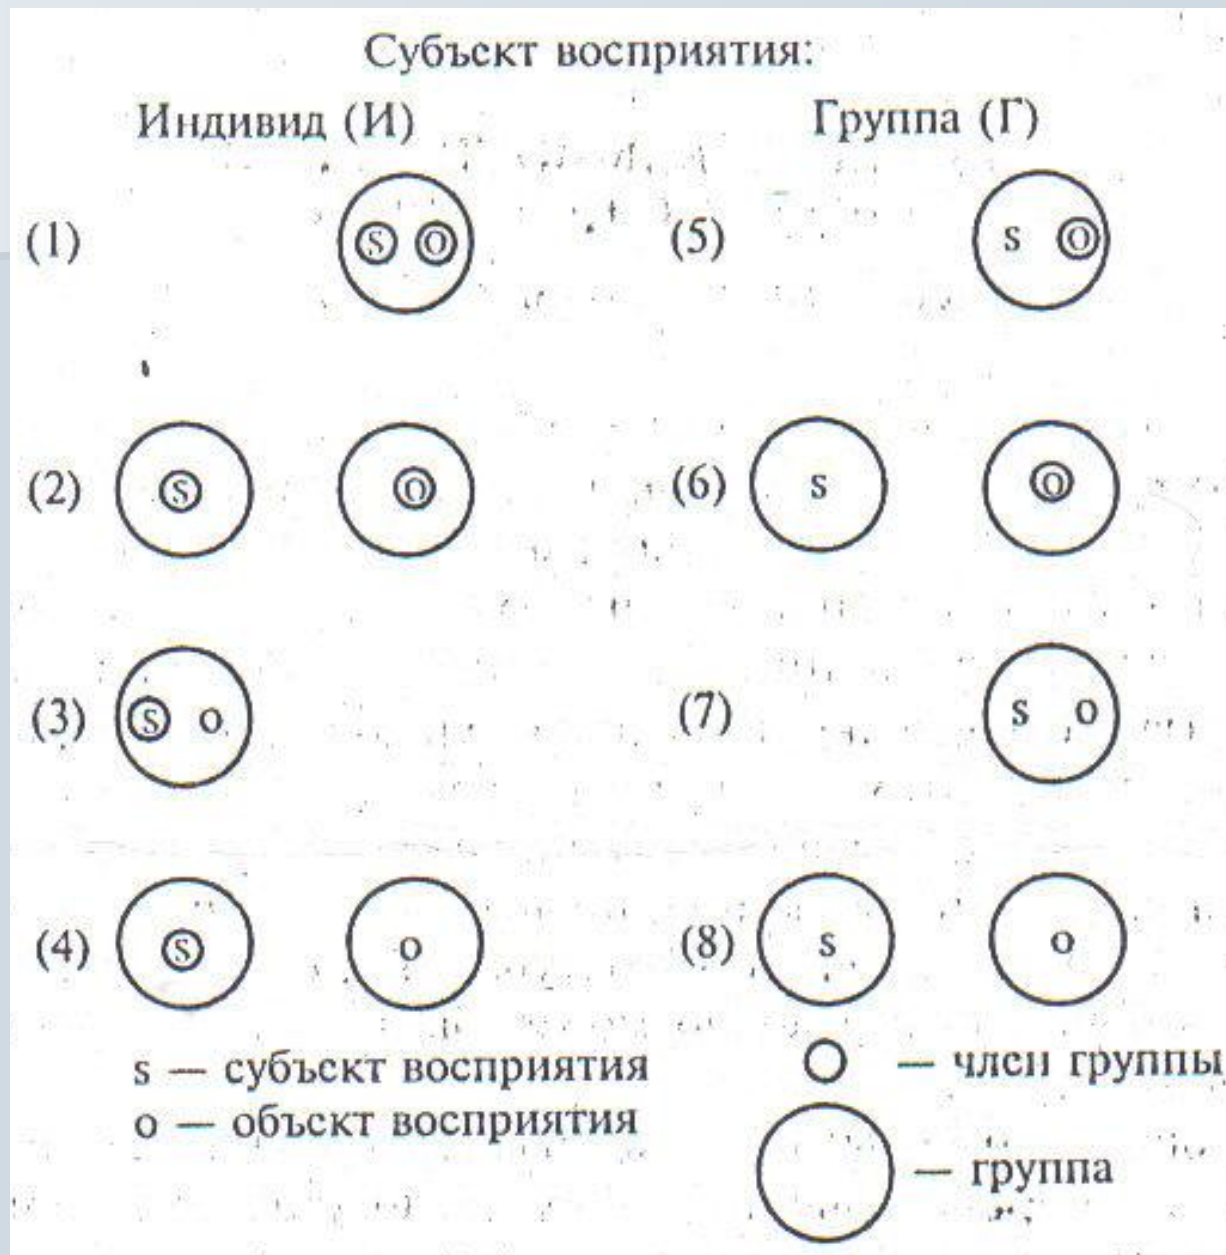 Субъект восприятия:
Индивид (И) Группа (Г)
(1) S O (5) s O
(2) S O (6) s O
(3) S o (7) s o
(4) S o (8) s o
s — субъект восприятия
о — объект восприятия
— член группы
— группа